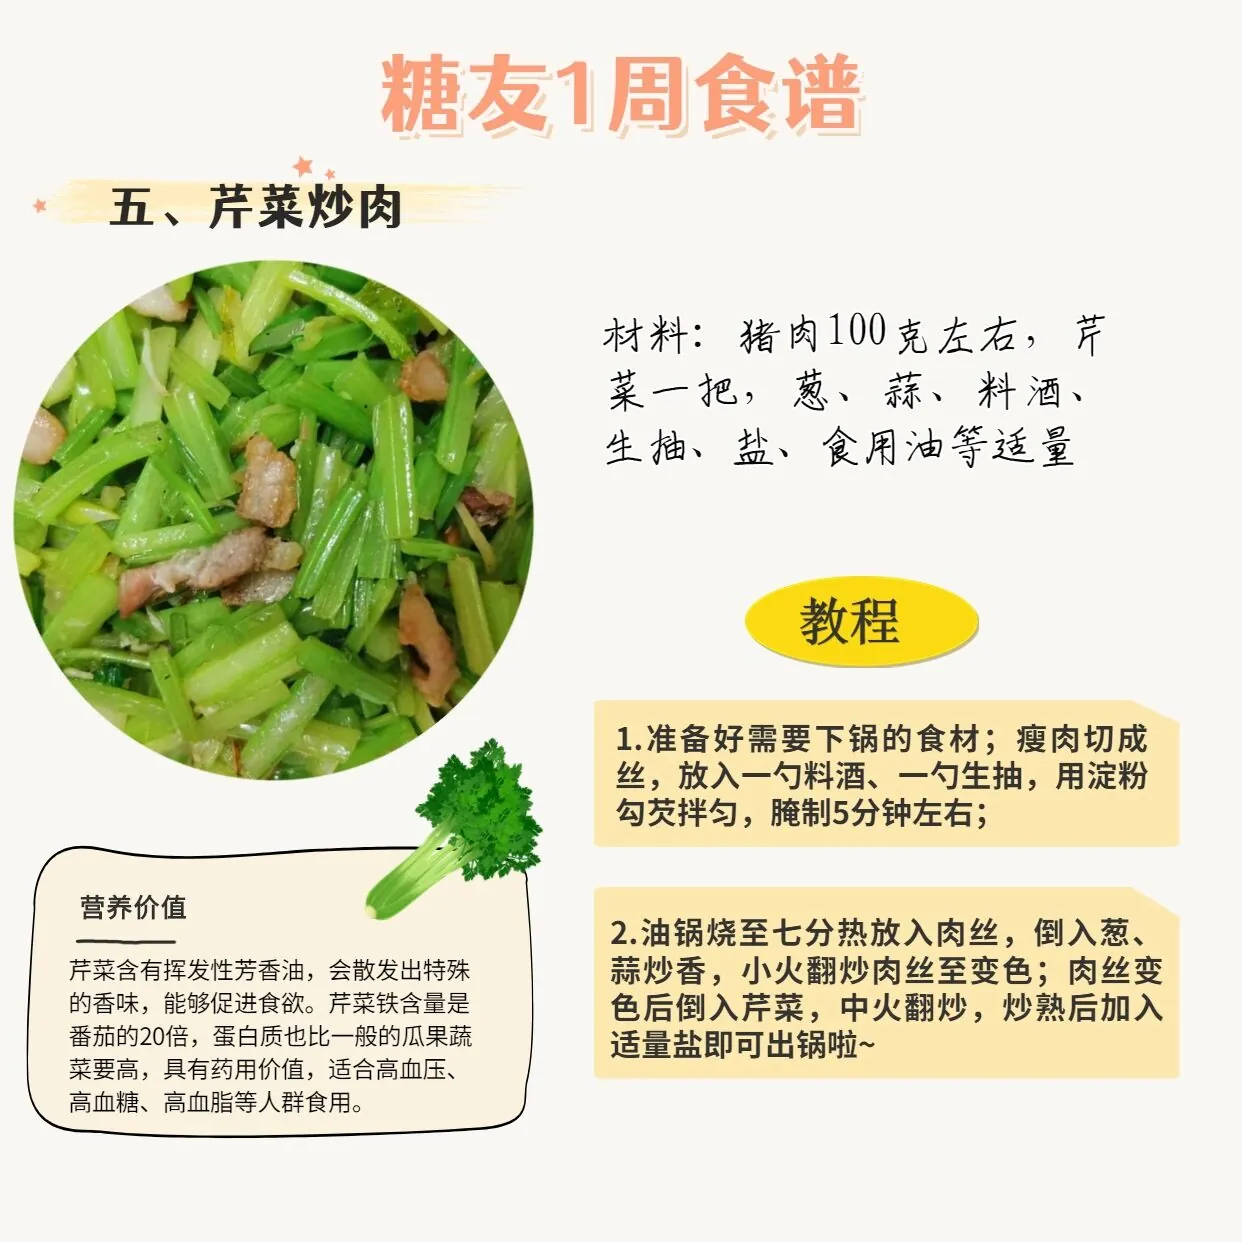 糖友1周食谱
五、芹菜炒肉
材料：猪肉100克左右，芹
菜一把，葱、蒜、料酒、
生抽、盐、食用油等适量
教程
1.准备好需要下锅的食材；瘦肉切成
丝，放入一勺料酒、一勺生抽，用淀粉
勾芡拌匀，腌制5分钟左右；
2.油锅烧至七分热放入肉丝，倒入葱、
蒜炒香，小火翻炒肉丝至变色；肉丝变
色后倒入芹菜，中火翻炒，炒熟后加入
适量盐即可出锅啦~
营养价值
芹菜含有挥发性芳香油，会散发出特殊
的香味，能够促进食欲。芹菜铁含量是
番茄的20倍，蛋白质也比一般的瓜果蔬
菜要高，具有药用价值，适合高血压、
高血糖、高血脂等人群食用。